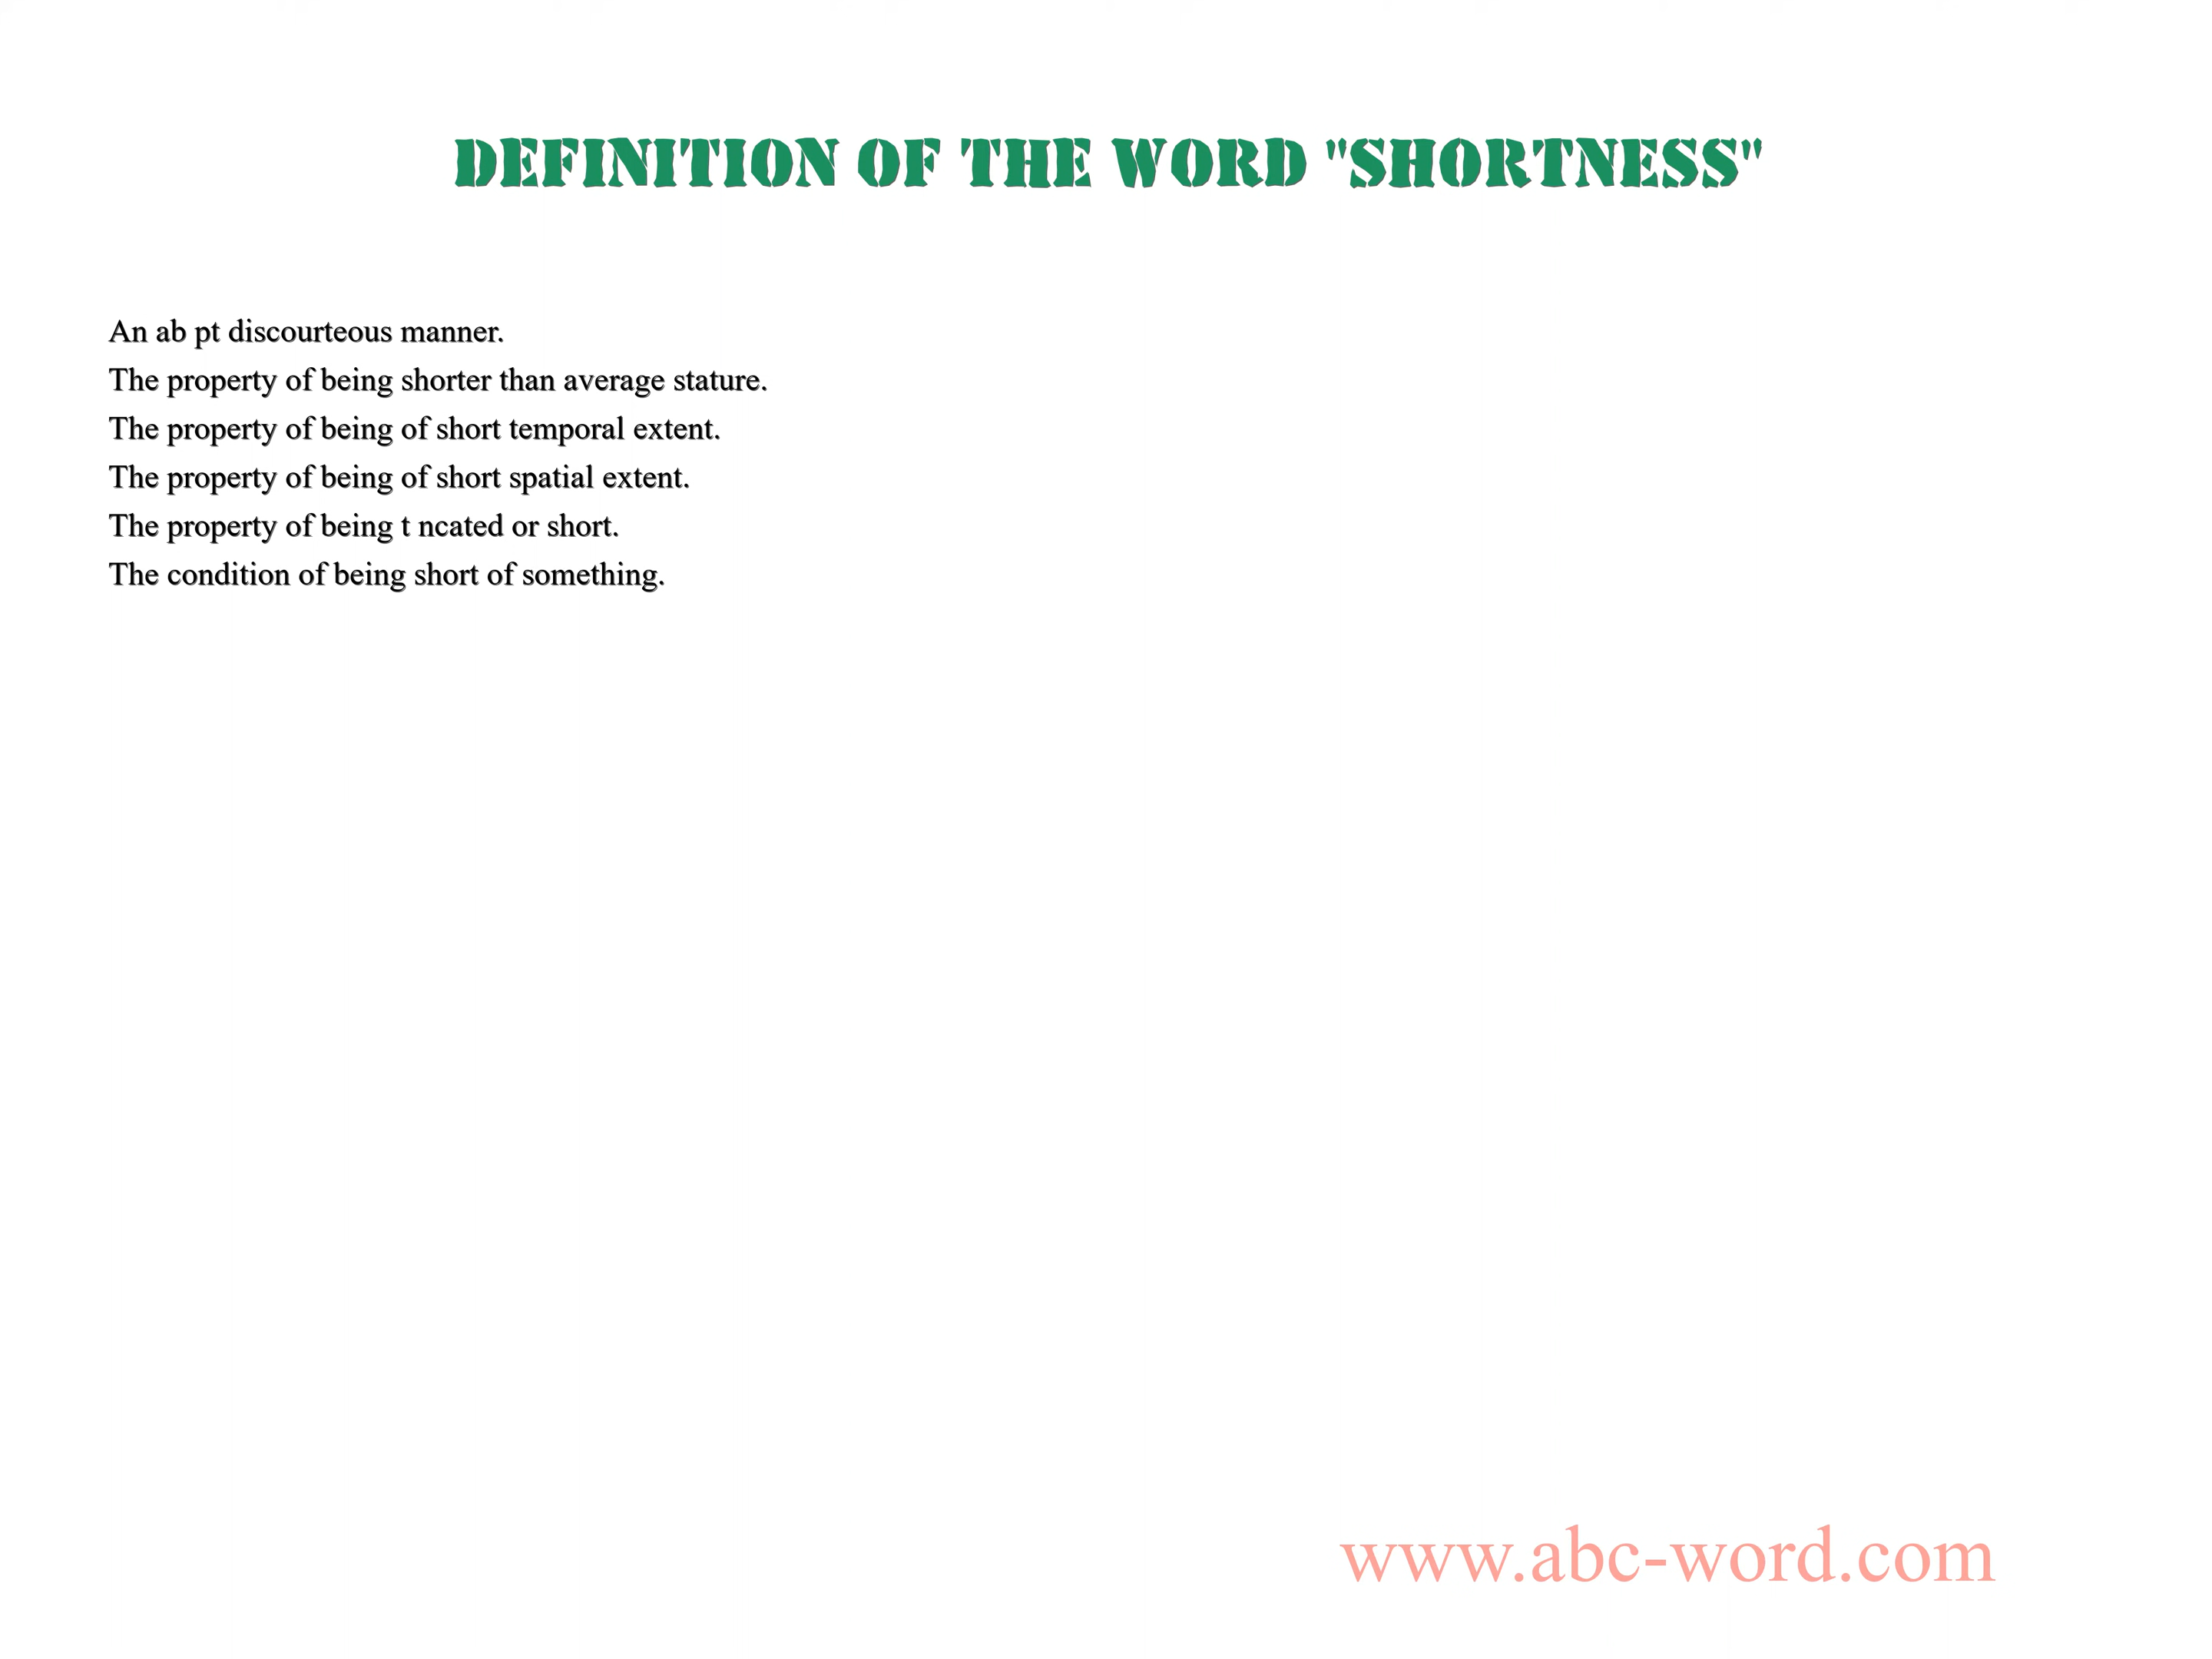 DEFINITION OF THE WORD "SHORTNESS"
An ab pt discourteous manner.
The property of being shorter than average stature.
The property of being of short temporal extent.
The property of being of short spatial extent.
The property of being t ncated or short.
The condition of being short of something.
www.abc-word.com